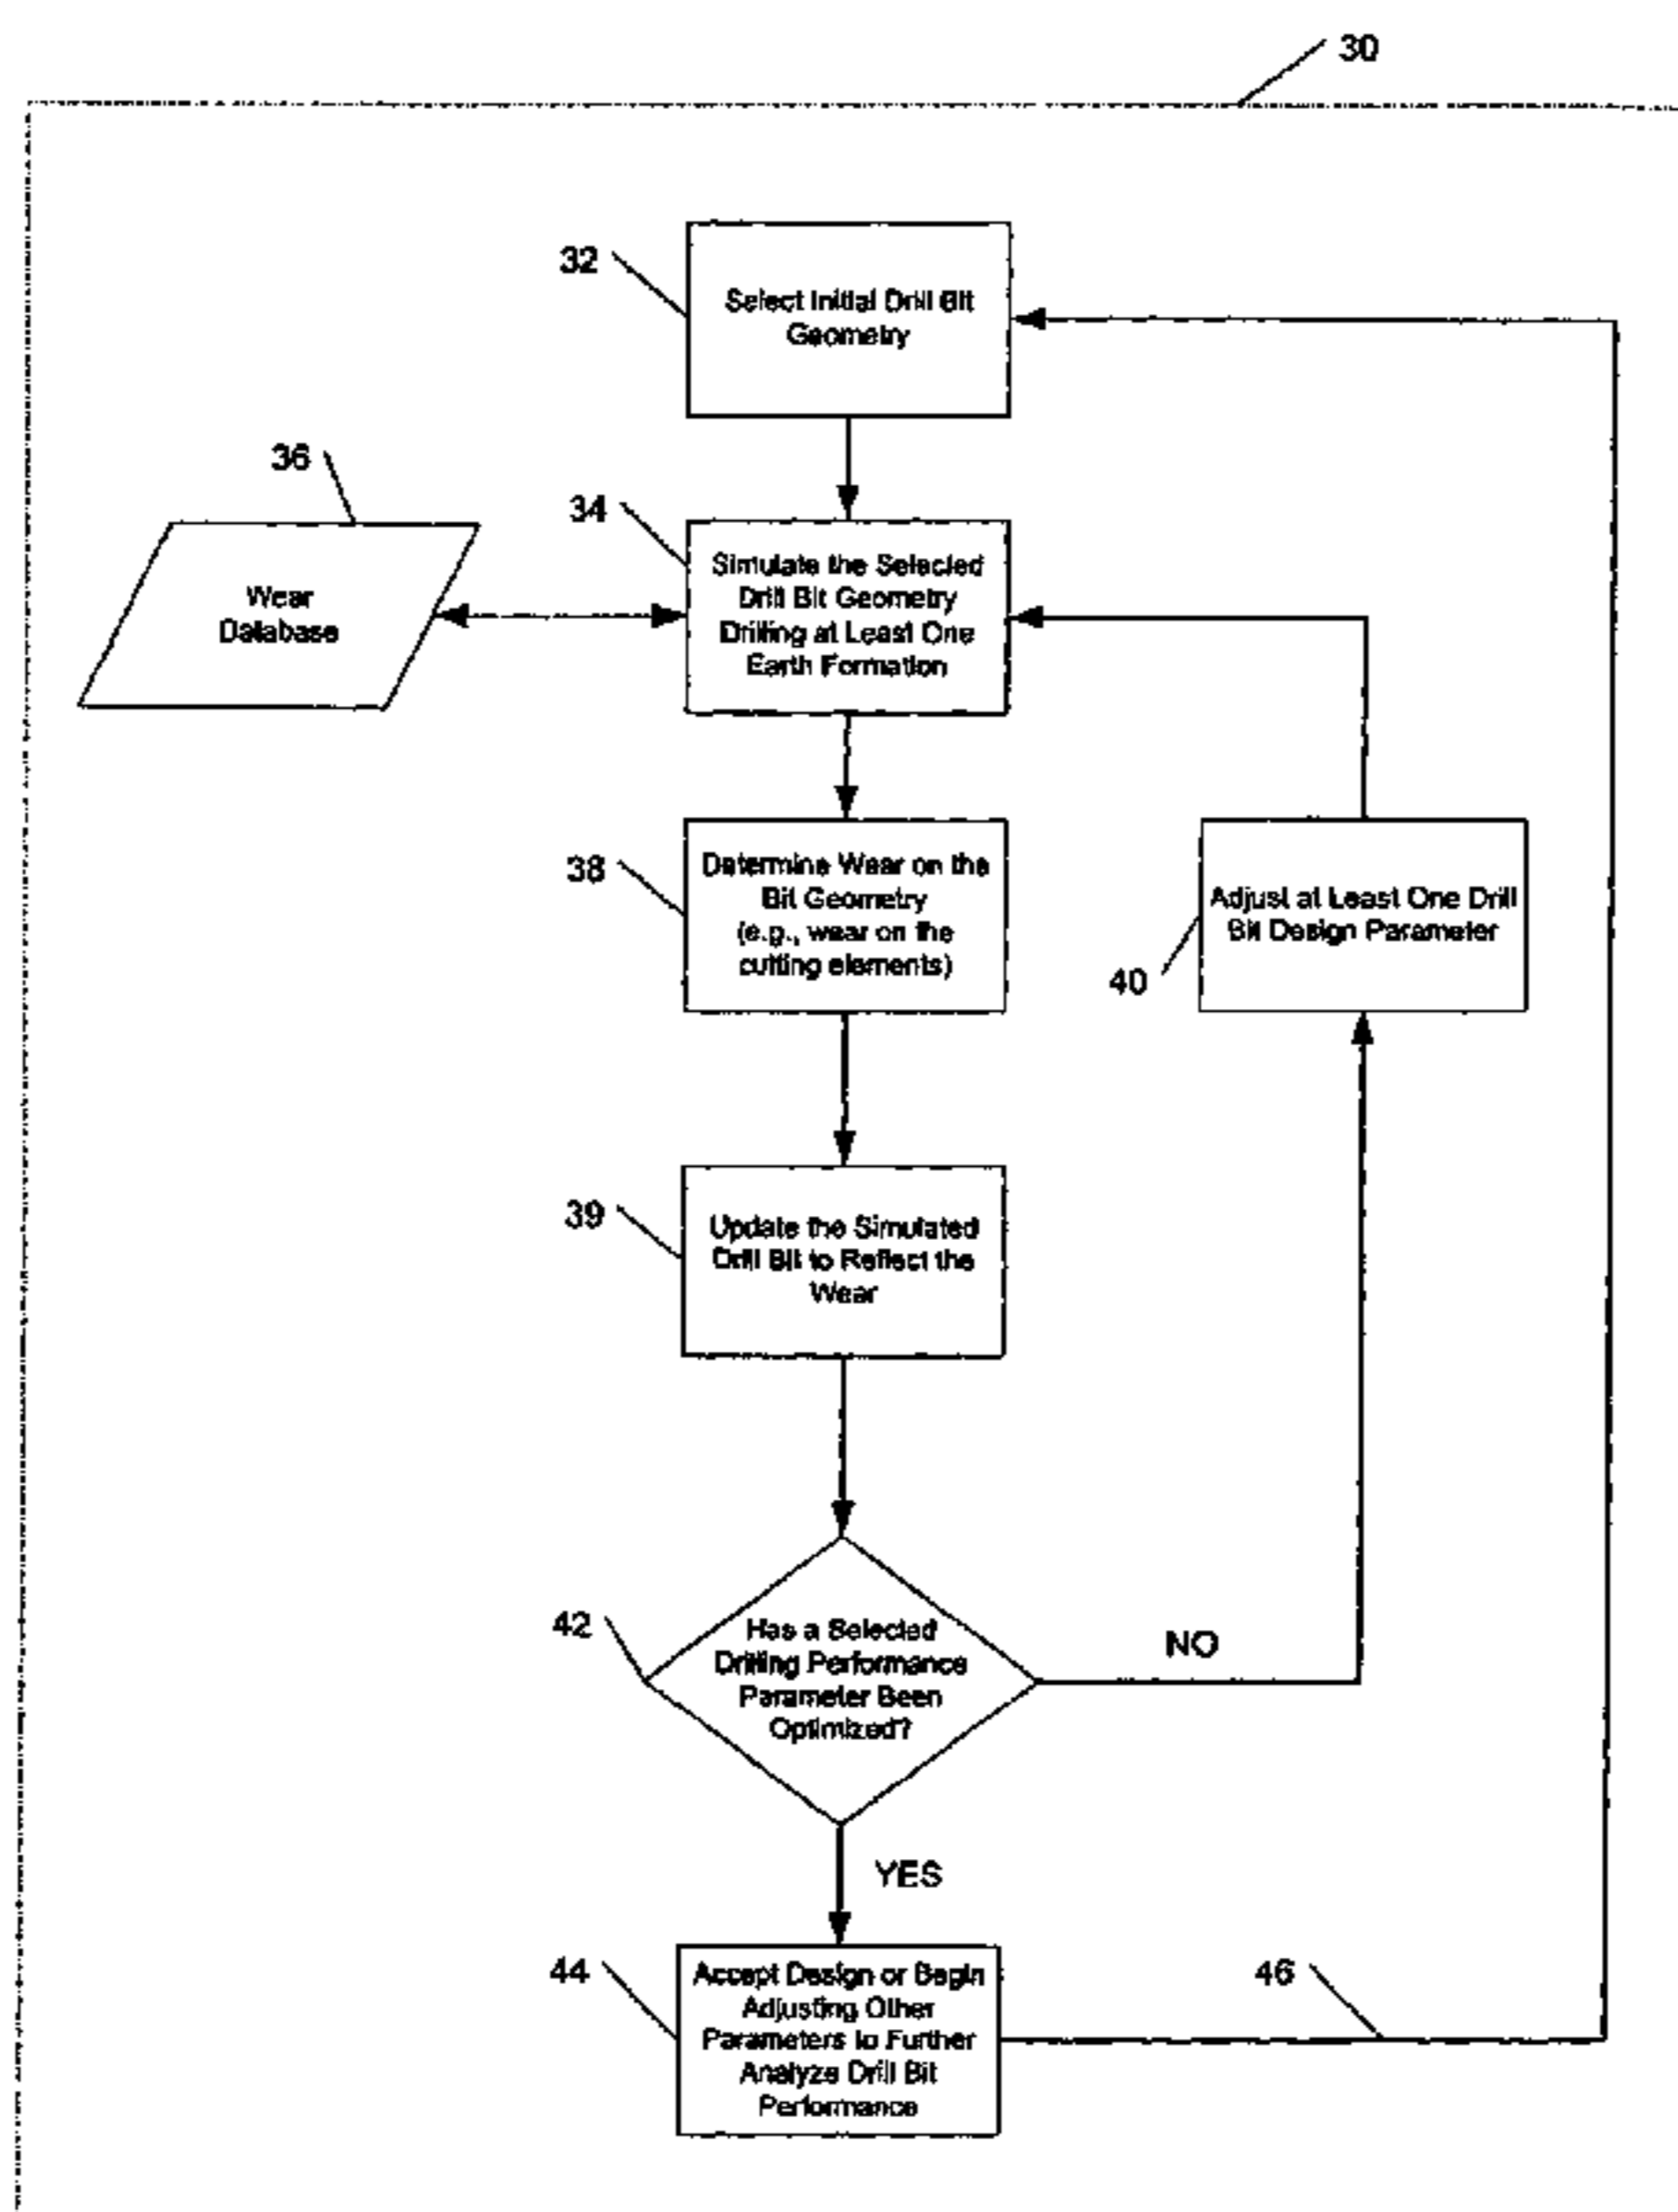 30
32
Select Initial Drill Bit
Geometry
36
34
Wear
Database
Simulate the Selected
Drill Bit Geometry
Drilling at Least One
Earth Formation
38
Determine Wear on the
Bit Geometry
(e.g., wear on the
cutting elements)
Adjust at Least One Drill
Bit Design Parameter
40
39
Update the Simulated
Drill Bit to Reflect the
Wear
42
Has a Selected
Drilling Performance
Parameter Been
Optimized?
NO
YES
44
Accept Design or Begin
Adjusting Other
Parameters to Further
Analyze Drill Bit
Performance
46